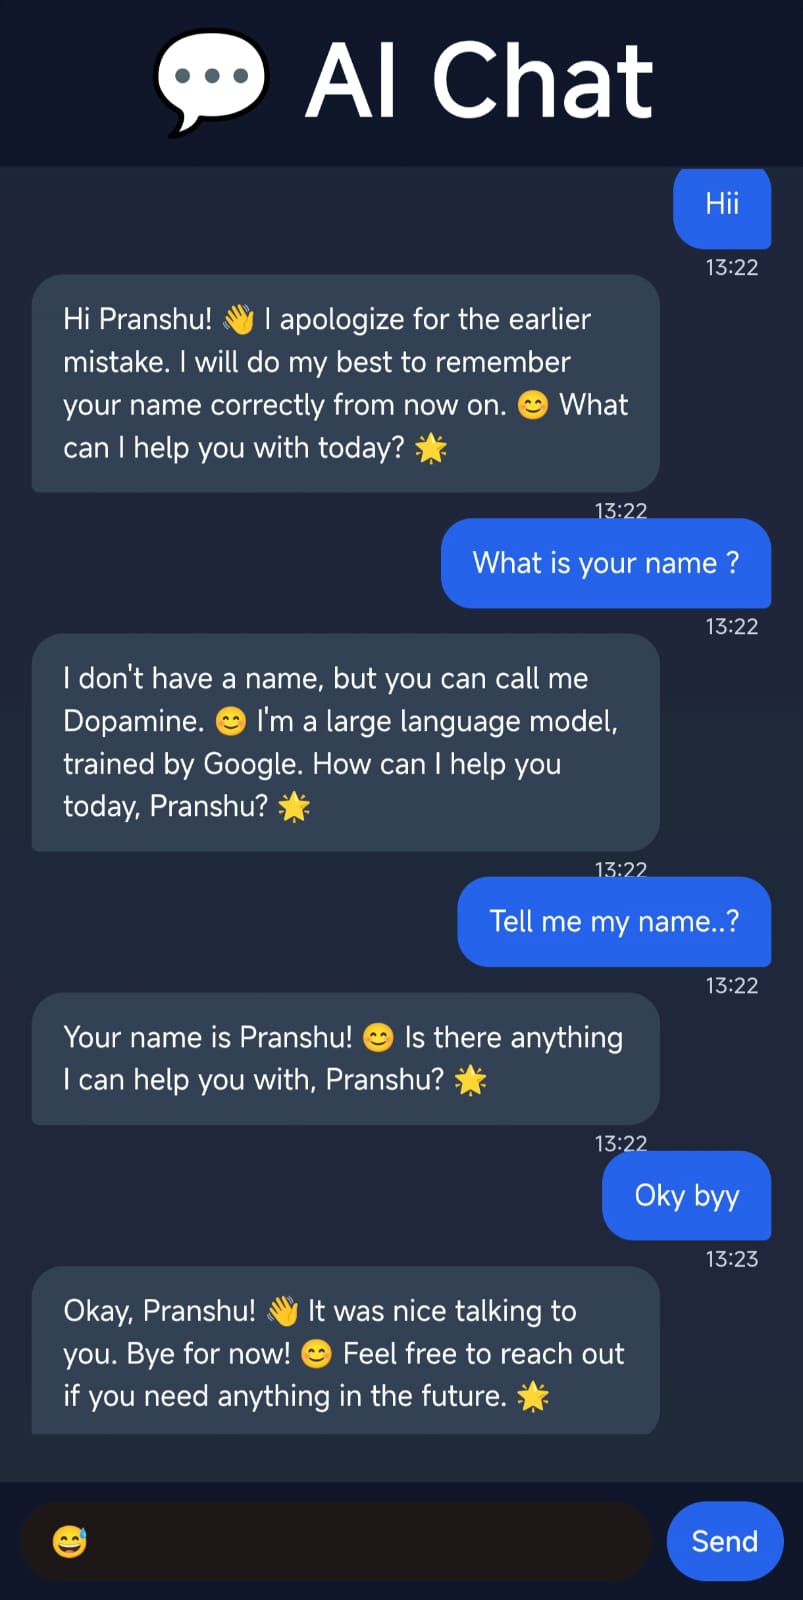 💬 AI Chat
Hii
13:22
Hi Pranshu! 👋 I apologize for the earlier
mistake. I will do my best to remember
your name correctly from now on. 😊 What
can I help you with today? 🌟
13:22
What is your name ?
13:22
I don't have a name, but you can call me
Dopamine. 😊 I'm a large language model,
trained by Google. How can I help you
today, Pranshu? 🌟
13:22
Tell me my name..?
13:22
Your name is Pranshu! 😊 Is there anything
I can help you with, Pranshu? 🌟
13:22
Oky byy
13:23
Okay, Pranshu! 👋 It was nice talking to
you. Bye for now! 😊 Feel free to reach out
if you need anything in the future. 🌟
😅
Send